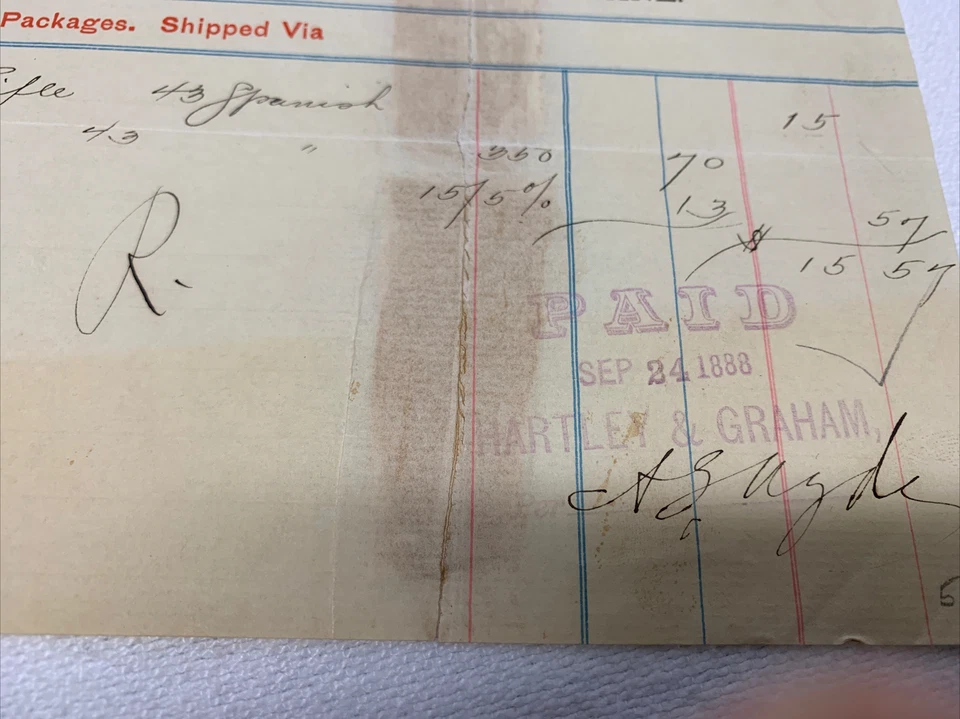 Packages. Shipped Via
ifle 43 Spanish 15
43 " 350 70
15/5% 13 57
$ 15 57
R.
PAID
SEP 24 1888
HARTLEY & GRAHAM,